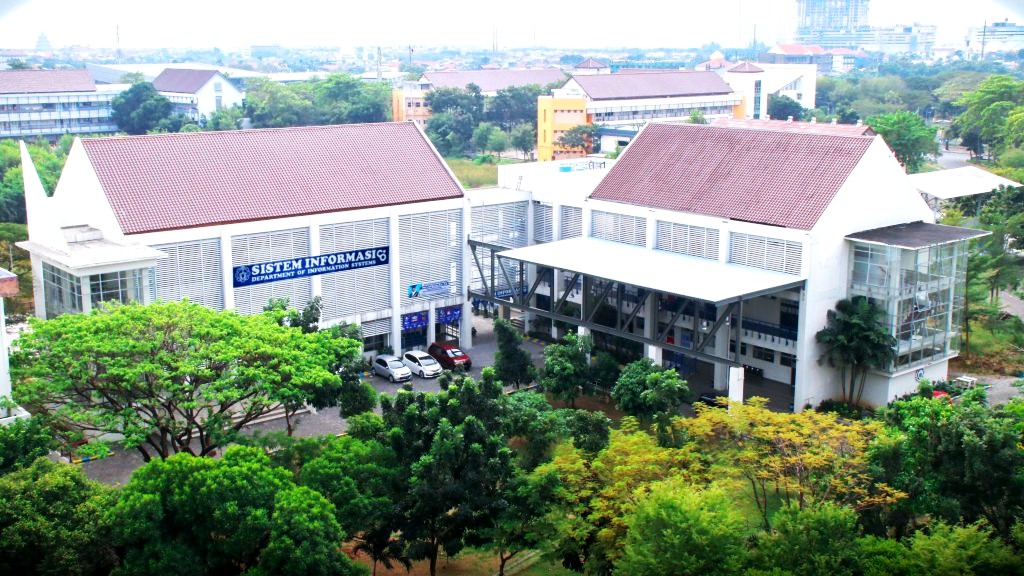 SISTEM INFORMASI
DEPARTMENT OF INFORMATION SYSTEMS